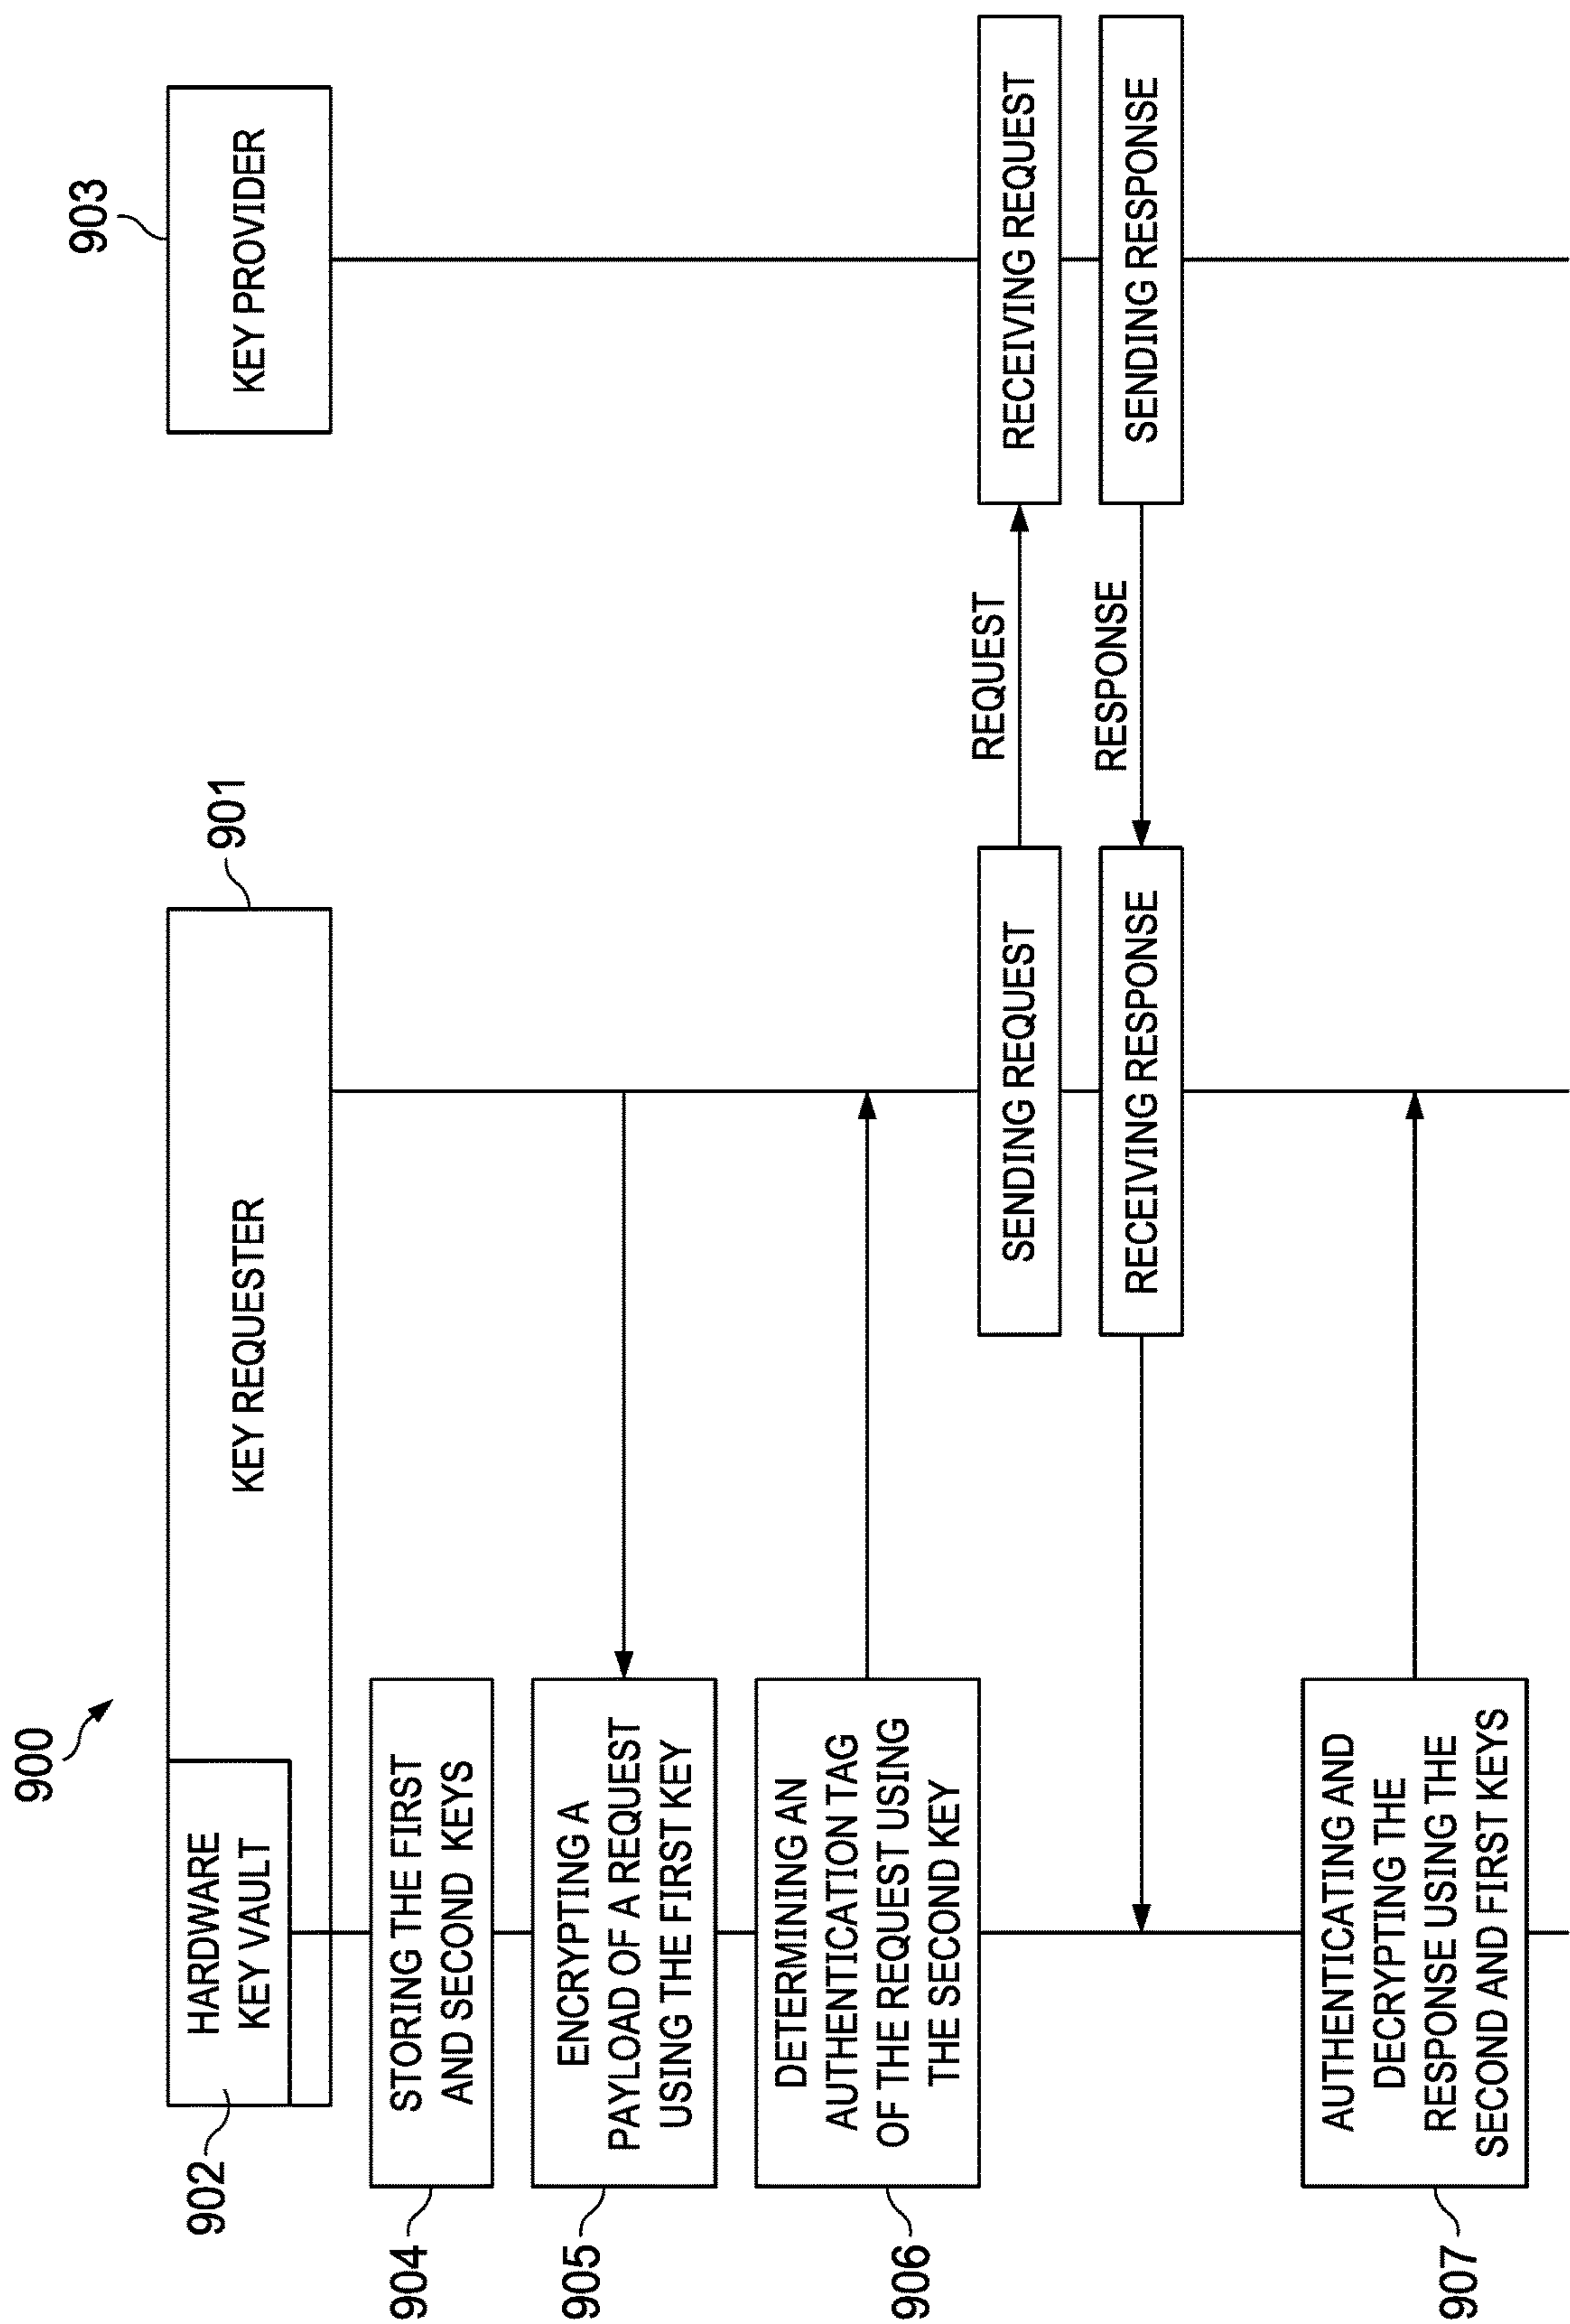 900
903
901
902
HARDWARE
KEY VAULT
KEY REQUESTER
KEY PROVIDER
904
STORING THE FIRST
AND SECOND KEYS
905
ENCRYPTING A
PAYLOAD OF A REQUEST
USING THE FIRST KEY
906
DETERMINING AN
AUTHENTICATION TAG
OF THE REQUEST USING
THE SECOND KEY
SENDING REQUEST
REQUEST
RECEIVING REQUEST
RECEIVING RESPONSE
RESPONSE
SENDING RESPONSE
907
AUTHENTICATING AND
DECRYPTING THE
RESPONSE USING THE
SECOND AND FIRST KEYS